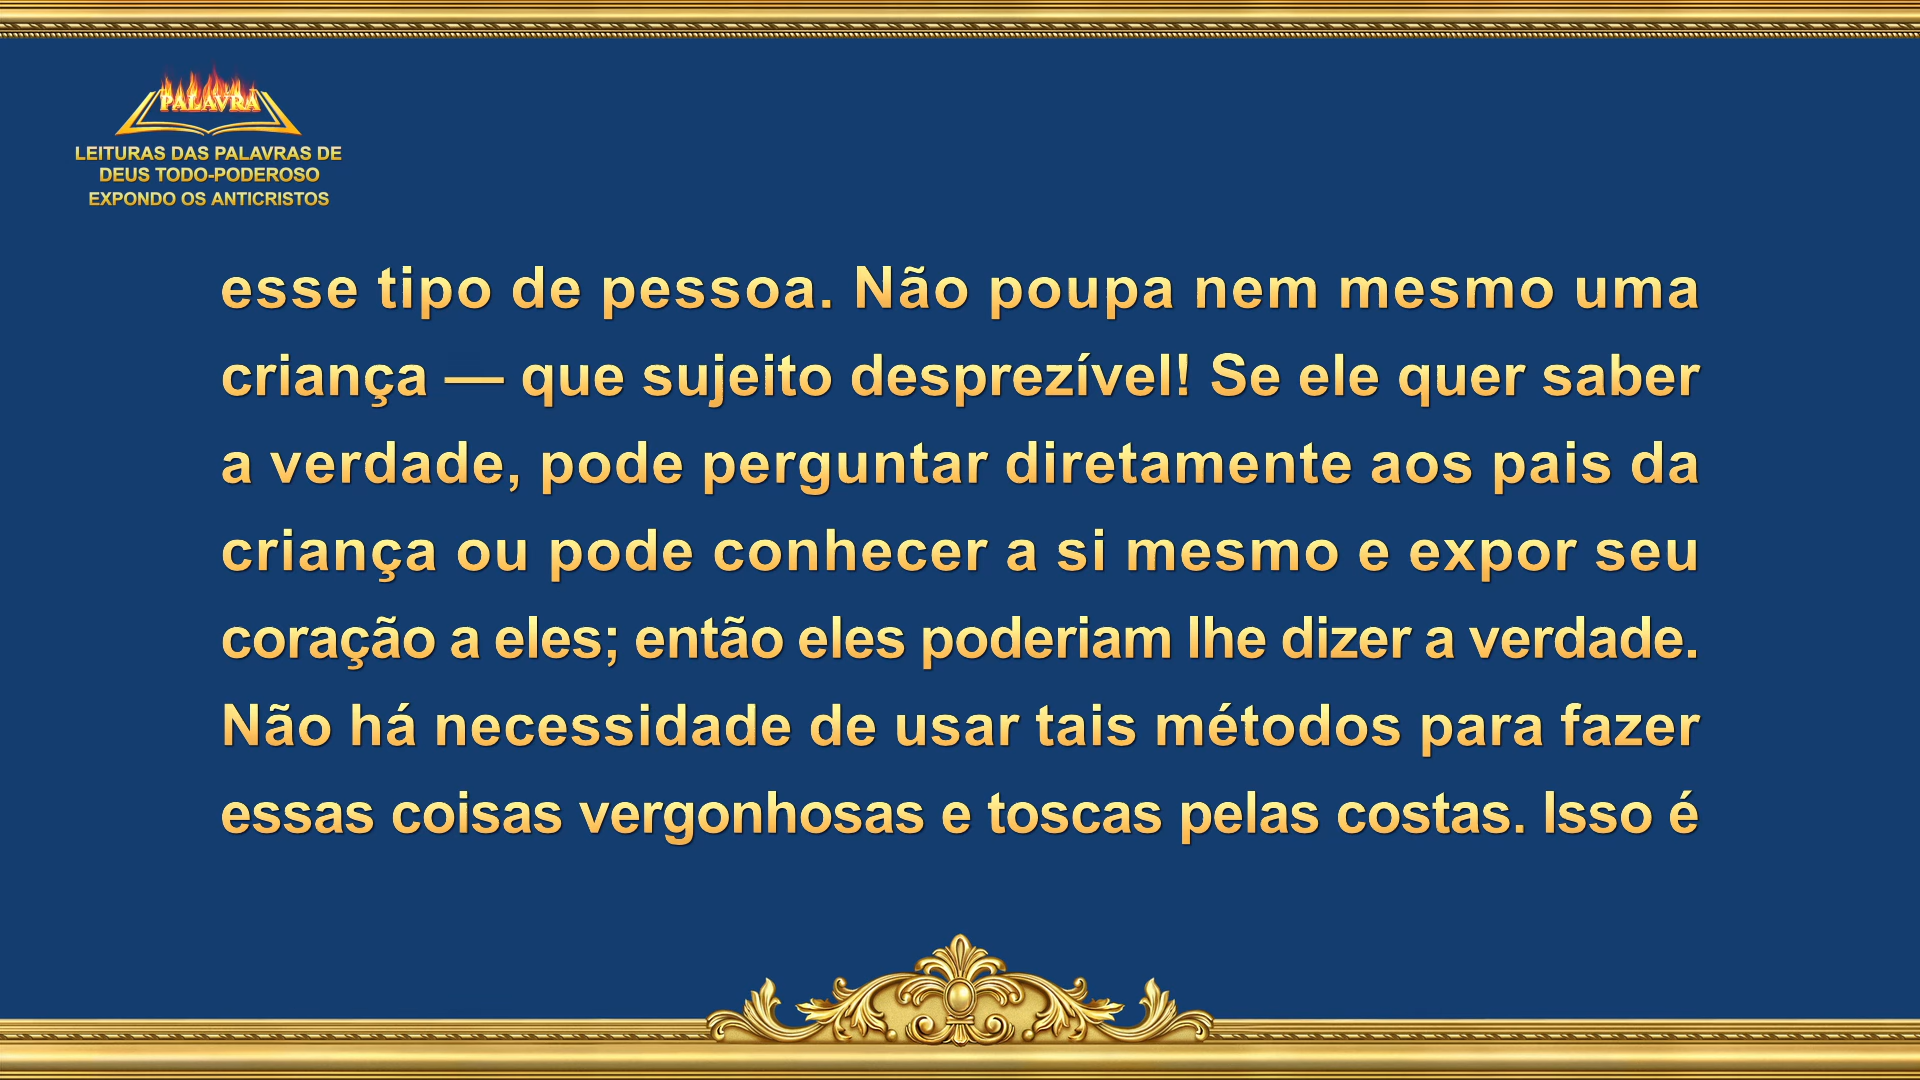 PALAVRA
LEITURAS DAS PALAVRAS DE
DEUS TODO-PODEROSO
EXPONDO OS ANTICRISTOS
esse tipo de pessoa. Não poupa nem mesmo uma
criança — que sujeito desprezível! Se ele quer saber
a verdade, pode perguntar diretamente aos pais da
criança ou pode conhecer a si mesmo e expor seu
coração a eles; então eles poderiam lhe dizer a verdade.
Não há necessidade de usar tais métodos para fazer
essas coisas vergonhosas e toscas pelas costas. Isso é